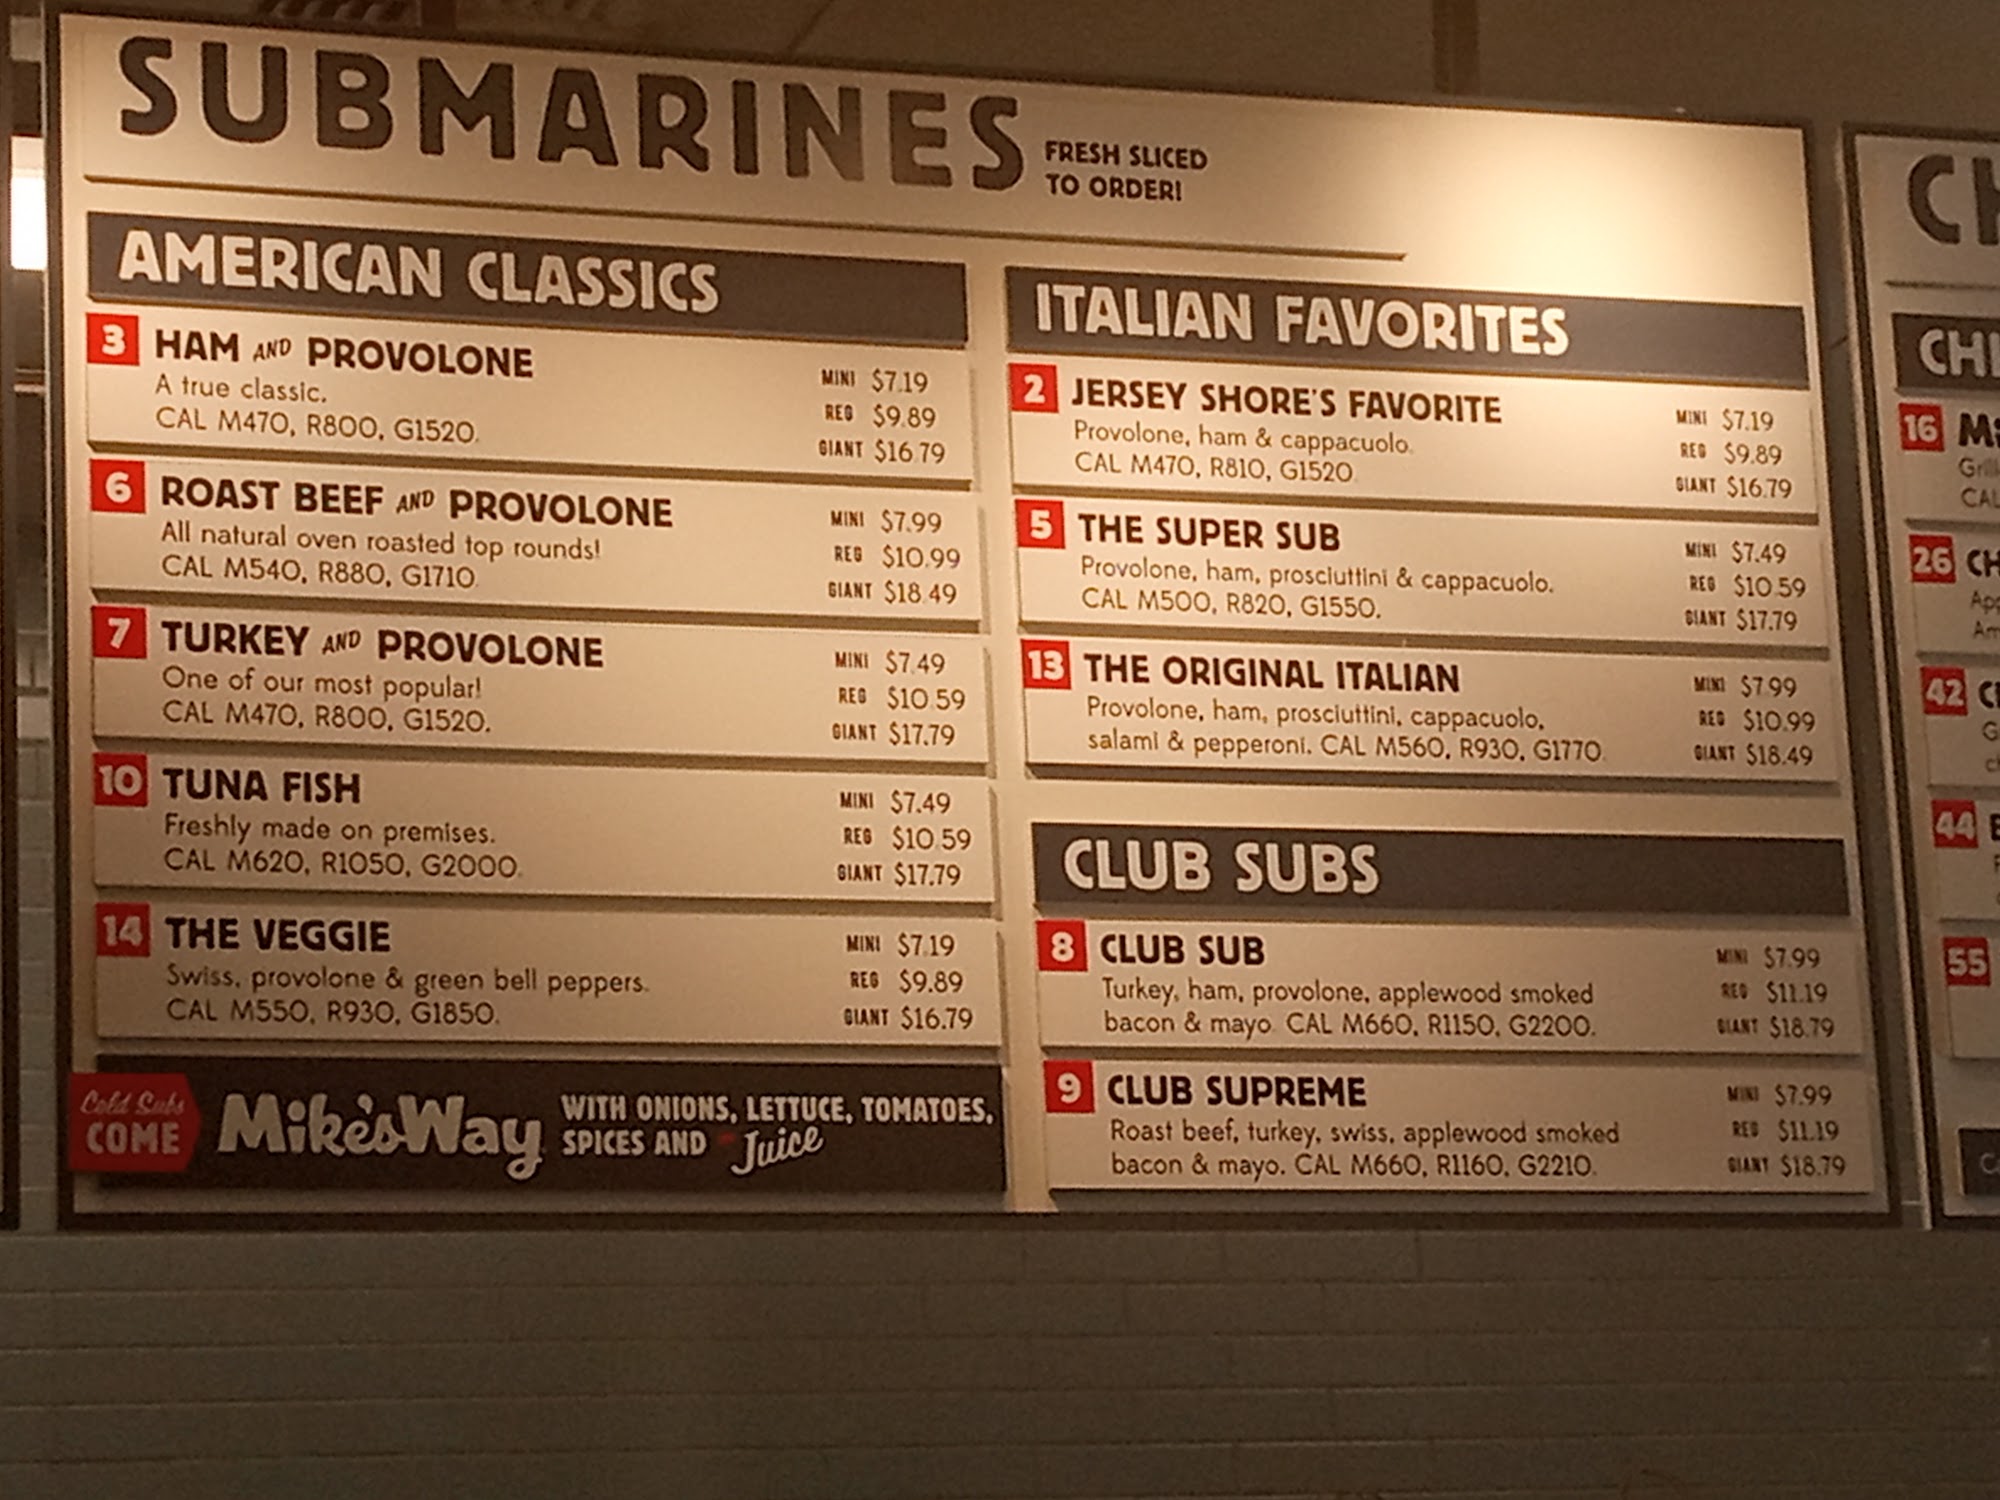 SUBMARINES
FRESH SLICED
TO ORDER!
AMERICAN CLASSICS
3 HAM AND PROVOLONE
A true classic.
CAL M470, R800, G1520.
MINI $7.19
REG $9.89
GIANT $16.79
6 ROAST BEEF AND PROVOLONE
All natural oven roasted top rounds!
CAL M540, R880, G1710.
MINI $7.99
REG $10.99
GIANT $18.49
7 TURKEY AND PROVOLONE
One of our most popular!
CAL M470, R800, G1520.
MINI $7.49
REG $10.59
GIANT $17.79
10 TUNA FISH
Freshly made on premises.
CAL M620, R1050, G2000.
MINI $7.49
REG $10.59
GIANT $17.79
14 THE VEGGIE
Swiss, provolone & green bell peppers.
CAL M550, R930, G1850.
MINI $7.19
REG $9.89
GIANT $16.79
Cold Subs
COME
Mike's Way
WITH ONIONS, LETTUCE, TOMATOES,
SPICES AND Juice
ITALIAN FAVORITES
2 JERSEY SHORE'S FAVORITE
Provolone, ham & cappacuolo.
CAL M470, R810, G1520
MINI $7.19
REG $9.89
GIANT $16.79
5 THE SUPER SUB
Provolone, ham, prosciuttini & cappacuolo.
CAL M500, R820, G1550.
MINI $7.49
REG $10.59
GIANT $17.79
13 THE ORIGINAL ITALIAN
Provolone, ham, prosciuttini, cappacuolo,
salami & pepperoni. CAL M560, R930, G1770
MINI $7.99
REG $10.99
GIANT $18.49
CLUB SUBS
8 CLUB SUB
Turkey, ham, provolone, applewood smoked
bacon & mayo. CAL M660, R1150, G2200.
MINI $7.99
REG $11.19
GIANT $18.79
9 CLUB SUPREME
Roast beef, turkey, swiss, applewood smoked
bacon & mayo. CAL M660, R1160, G2210.
MINI $7.99
REG $11.19
GIANT $18.79
16
CAL
26
42
44
55